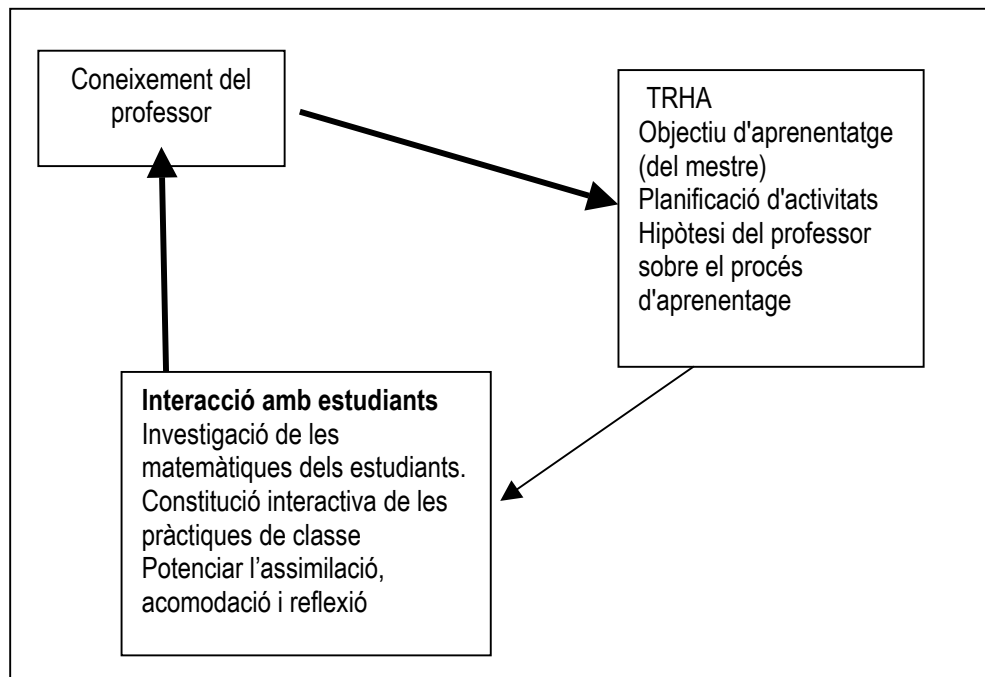 Coneixement del
professor
TRHA
Objectiu d'aprenentatge
(del mestre)
Planificació d'activitats
Hipòtesi del professor
sobre el procés
d'aprenentage
Interacció amb estudiants
Investigació de les
matemàtiques dels estudiants.
Constitució interactiva de les
pràctiques de classe
Potenciar l’assimilació,
acomodació i reflexió